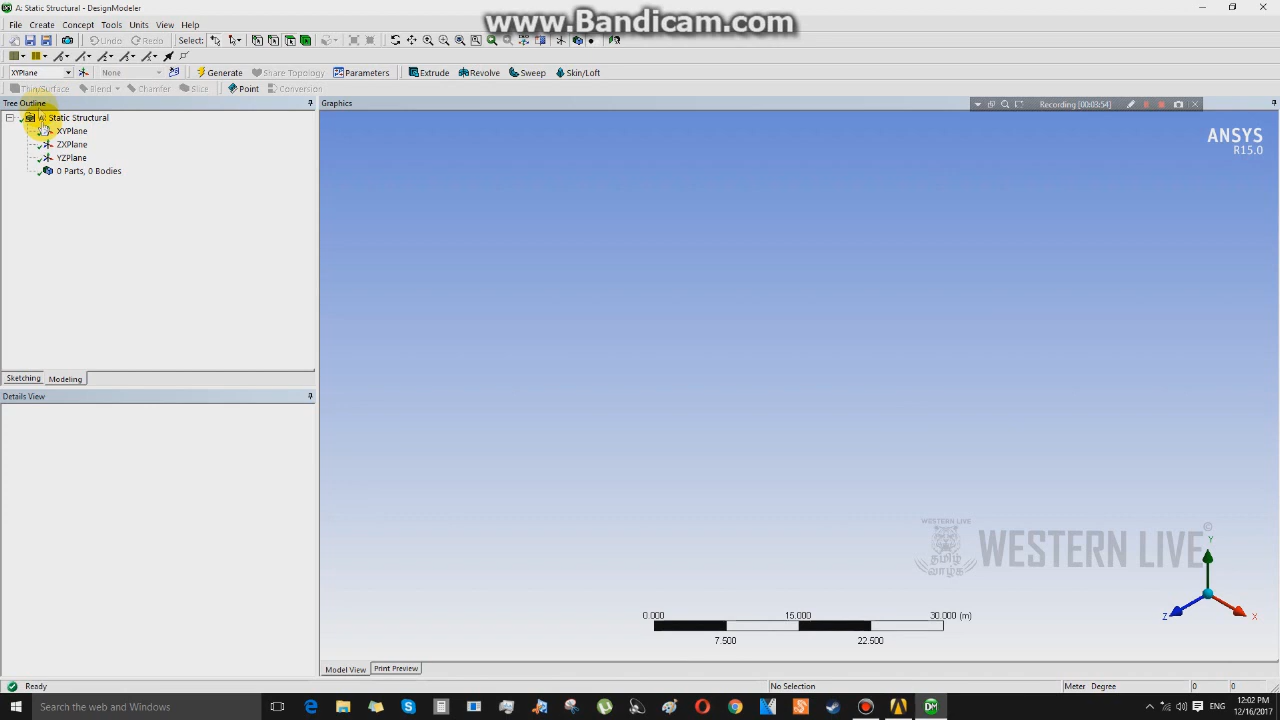 A: Static Structural - DesignModeler
www.Bandicam.com
File Create Concept Tools Units View Help
Undo Redo Select:
XYPlane None Generate Share Topology Parameters Extrude Revolve Sweep Skin/Loft
Thin/Surface Blend Chamfer Slice Point Conversion
Tree Outline Graphics Recording [00:03:54]
A: Static Structural
XYPlane
ZXPlane
YZPlane
0 Parts, 0 Bodies
ANSYS
R15.0
Sketching Modeling
Details View
WESTERN LIVE
தமிழ்
வாழ்க
WESTERN LIVE ©
Y
Z X
0.000 15.000 30.000 (m)
7.500 22.500
Model View Print Preview
Ready No Selection Meter Degree 0 0
Search the web and Windows
DM
ENG
12:02 PM
12/16/2017